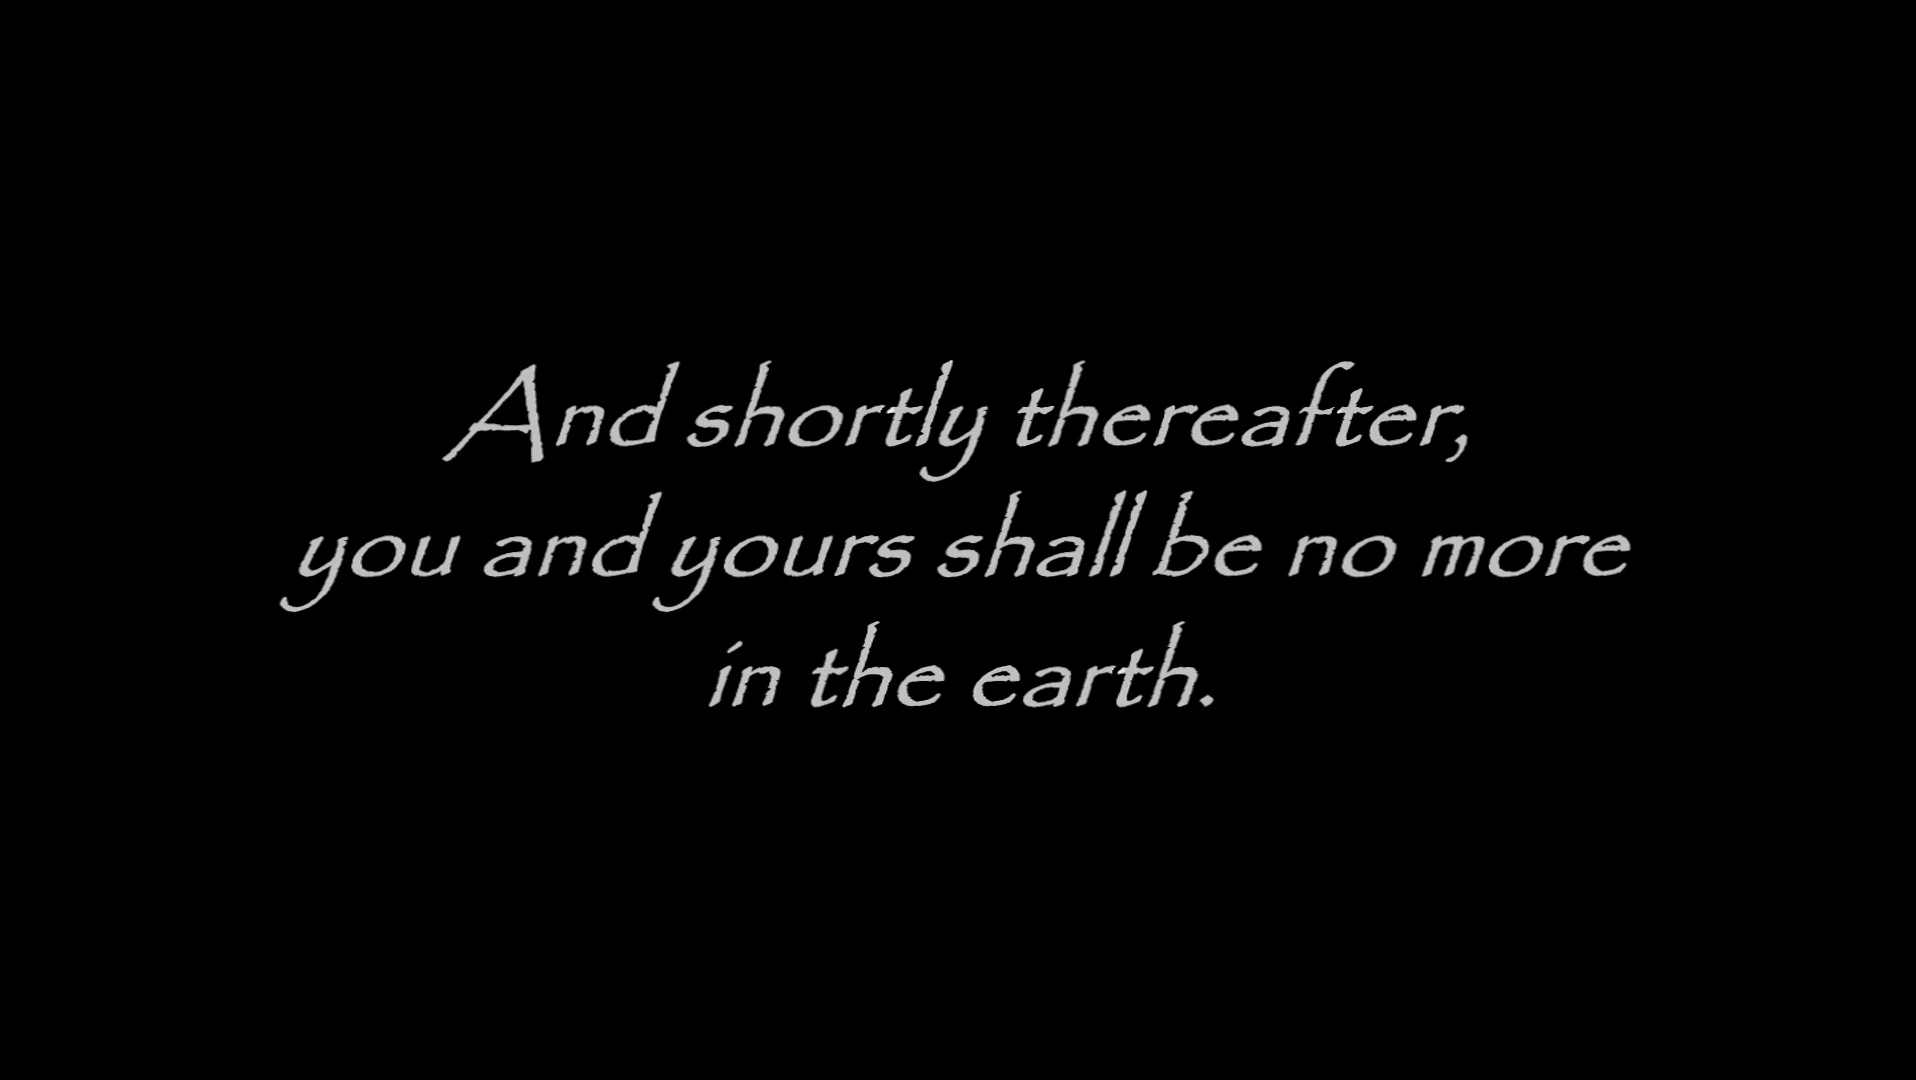 And shortly thereafter,
you and yours shall be no more
in the earth.